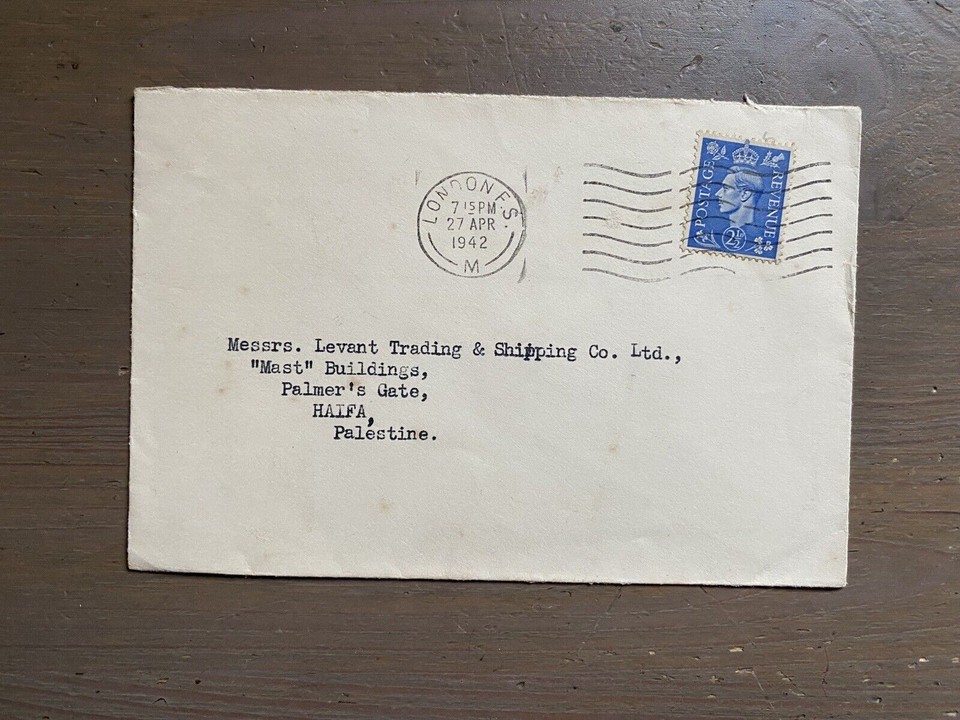 LONDON F.S.
7 15 PM
27 APR
1942
M
POSTAGE
REVENUE
2½D
Messrs. Levant Trading & Shipping Co. Ltd.,
"Mast" Buildings,
Palmer's Gate,
HAIFA,
Palestine.